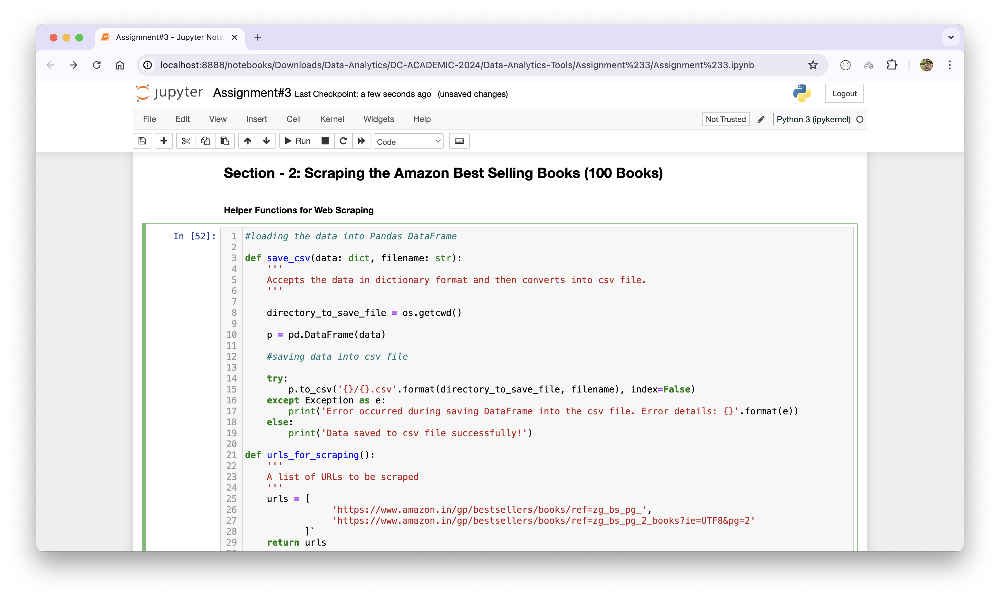 Assignment#3 - Jupyter Note
localhost:8888/notebooks/Downloads/Data-Analytics/DC-ACADEMIC-2024/Data-Analytics-Tools/Assignment%233/Assignment%233.ipynb
jupyter Assignment#3 Last Checkpoint: a few seconds ago (unsaved changes) Logout
File Edit View Insert Cell Kernel Widgets Help Not Trusted Python 3 (ipykernel)
Run Code
Section - 2: Scraping the Amazon Best Selling Books (100 Books)
Helper Functions for Web Scraping
In [52]: 1 #loading the data into Pandas DataFrame
2
3 def save_csv(data: dict, filename: str):
4     '''
5     Accepts the data in dictionary format and then converts into csv file.
6     '''
7
8     directory_to_save_file = os.getcwd()
9
10     p = pd.DataFrame(data)
11
12     #saving data into csv file
13
14     try:
15         p.to_csv('{}/{}.csv'.format(directory_to_save_file, filename), index=False)
16     except Exception as e:
17         print('Error occurred during saving DataFrame into the csv file. Error details: {}'.format(e))
18     else:
19         print('Data saved to csv file successfully!')
20
21 def urls_for_scraping():
22     '''
23     A list of URLs to be scraped
24     '''
25     urls = [
26                 'https://www.amazon.in/gp/bestsellers/books/ref=zg_bs_pg_',
27                 'https://www.amazon.in/gp/bestsellers/books/ref=zg_bs_pg_2_books?ie=UTF8&pg=2'
28            ]`
29     return urls